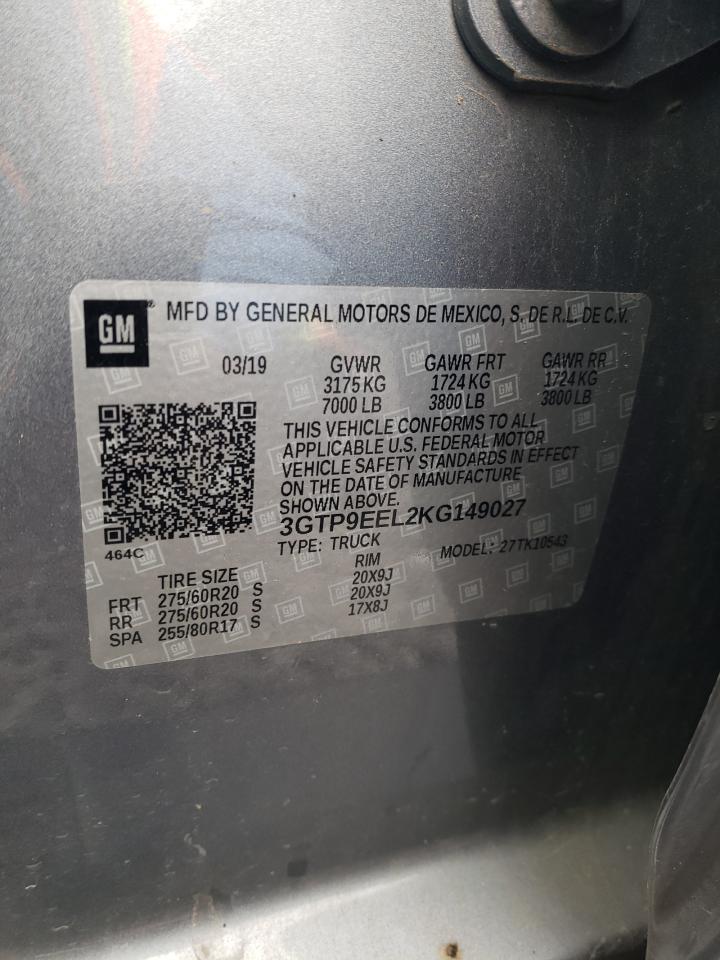 GM
MFD BY GENERAL MOTORS DE MEXICO, S. DE R.L. DE C.V.
03/19 GVWR GAWR FRT GAWR RR
3175 KG 1724 KG 1724 KG
7000 LB 3800 LB 3800 LB
THIS VEHICLE CONFORMS TO ALL
APPLICABLE U.S. FEDERAL MOTOR
VEHICLE SAFETY STANDARDS IN EFFECT
ON THE DATE OF MANUFACTURE
SHOWN ABOVE.
3GTP9EEL2KG149027
464C TYPE: TRUCK MODEL: 27TK10543
TIRE SIZE RIM
FRT 275/60R20 S 20X9J
RR 275/60R20 S 20X9J
SPA 255/80R17 S 17X8J